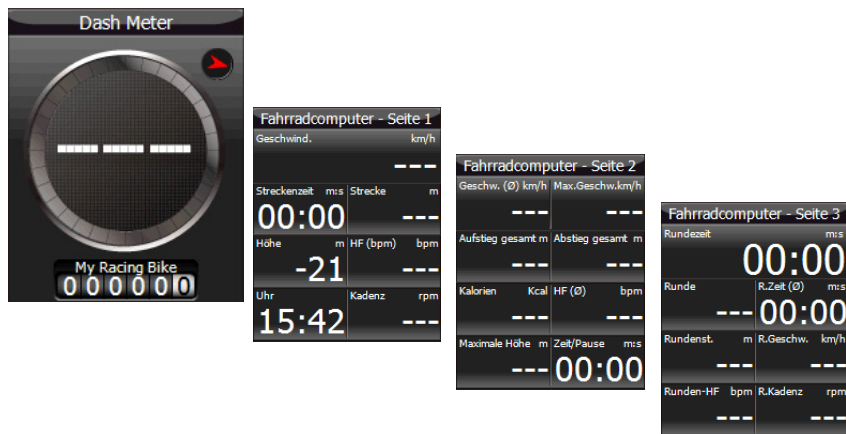 Dash Meter
--- --- ---
My Racing Bike
000000
Fahrradcomputer - Seite 1
Geschwind. km/h
---
Streckenzeit m:s Strecke m
00:00 ---
Höhe m HF (bpm) bpm
-21 ---
Uhr Kadenz rpm
15:42 ---
Fahrradcomputer - Seite 2
Geschw. (Ø) km/h Max.Geschw.km/h
--- ---
Aufstieg gesamt m Abstieg gesamt m
--- ---
Kalorien Kcal HF (Ø) bpm
--- ---
Maximale Höhe m Zeit/Pause m:s
--- 00:00
Fahrradcomputer - Seite 3
Rundezeit m:s
00:00
Runde R.Zeit (Ø) m:s
--- 00:00
Rundenst. m R.Geschw. km/h
--- ---
Runden-HF bpm R.Kadenz rpm
--- ---